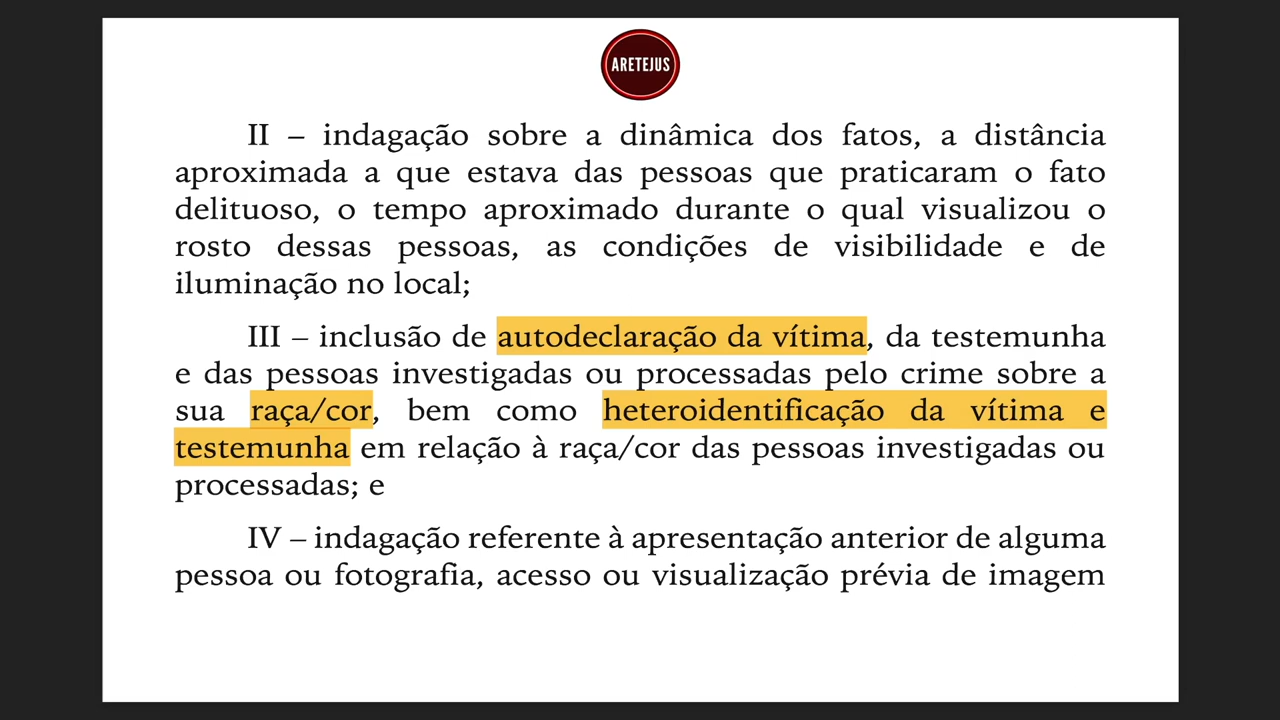 ARETEJUS
II – indagação sobre a dinâmica dos fatos, a distância
aproximada a que estava das pessoas que praticaram o fato
delituoso, o tempo aproximado durante o qual visualizou o
rosto dessas pessoas, as condições de visibilidade e de
iluminação no local;
III – inclusão de autodeclaração da vítima, da testemunha
e das pessoas investigadas ou processadas pelo crime sobre a
sua raça/cor, bem como heteroidentificação da vítima e
testemunha em relação à raça/cor das pessoas investigadas ou
processadas; e
IV – indagação referente à apresentação anterior de alguma
pessoa ou fotografia, acesso ou visualização prévia de imagem